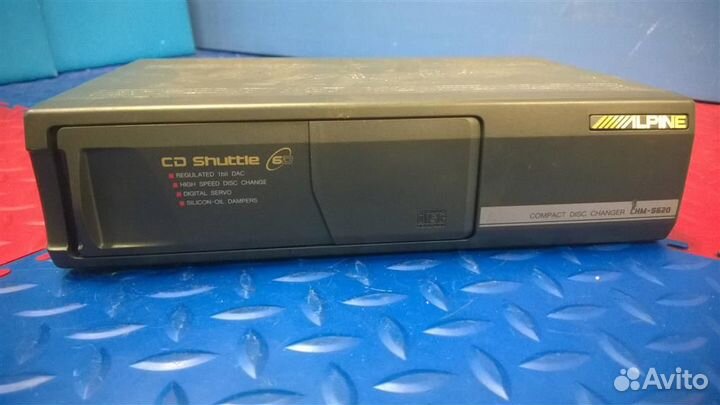 ALPINE
CD Shuttle 6
REGULATED 1bit DAC
HIGH SPEED DISC CHANGE
DIGITAL SERVO
SILICON-OIL DAMPERS
COMPACT DISC CHANGER CHM-S620
Avito